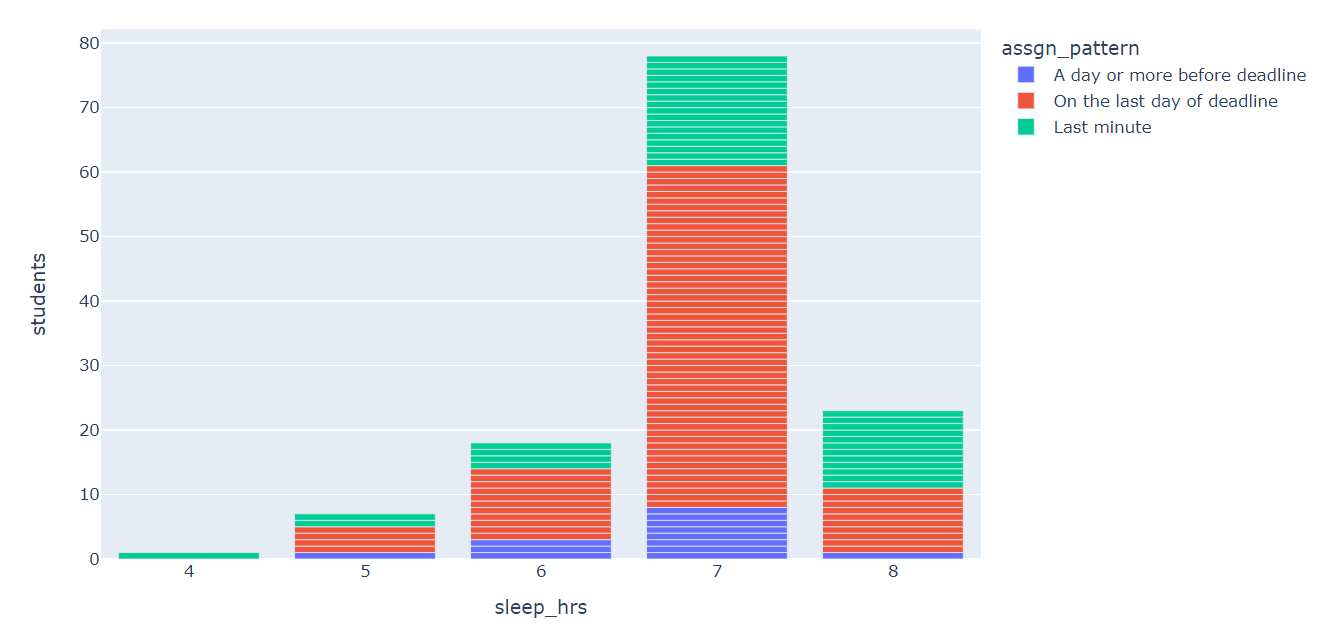 80
70
60
50
40
30
20
10
0
students
4 5 6 7 8
sleep_hrs
assgn_pattern
A day or more before deadline
On the last day of deadline
Last minute